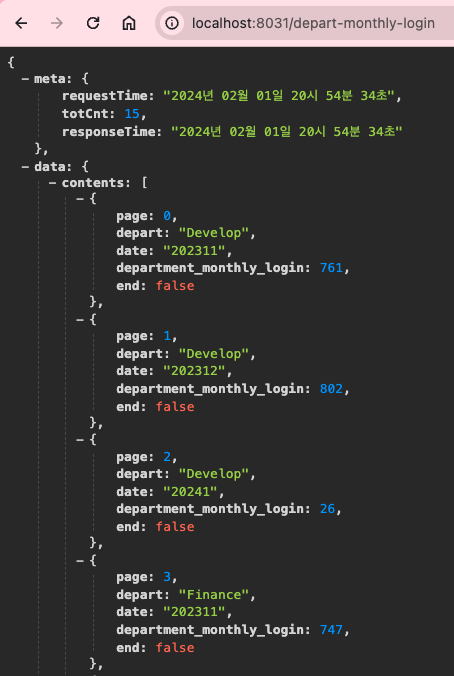 localhost:8031/depart-monthly-login
{
− meta: {
requestTime: "2024년 02월 01일 20시 54분 34초",
totCnt: 15,
responseTime: "2024년 02월 01일 20시 54분 34초"
},
− data: {
− contents: [
− {
page: 0,
depart: "Develop",
date: "202311",
department_monthly_login: 761,
end: false
},
− {
page: 1,
depart: "Develop",
date: "202312",
department_monthly_login: 802,
end: false
},
− {
page: 2,
depart: "Develop",
date: "20241",
department_monthly_login: 26,
end: false
},
− {
page: 3,
depart: "Finance",
date: "202311",
department_monthly_login: 747,
end: false
},